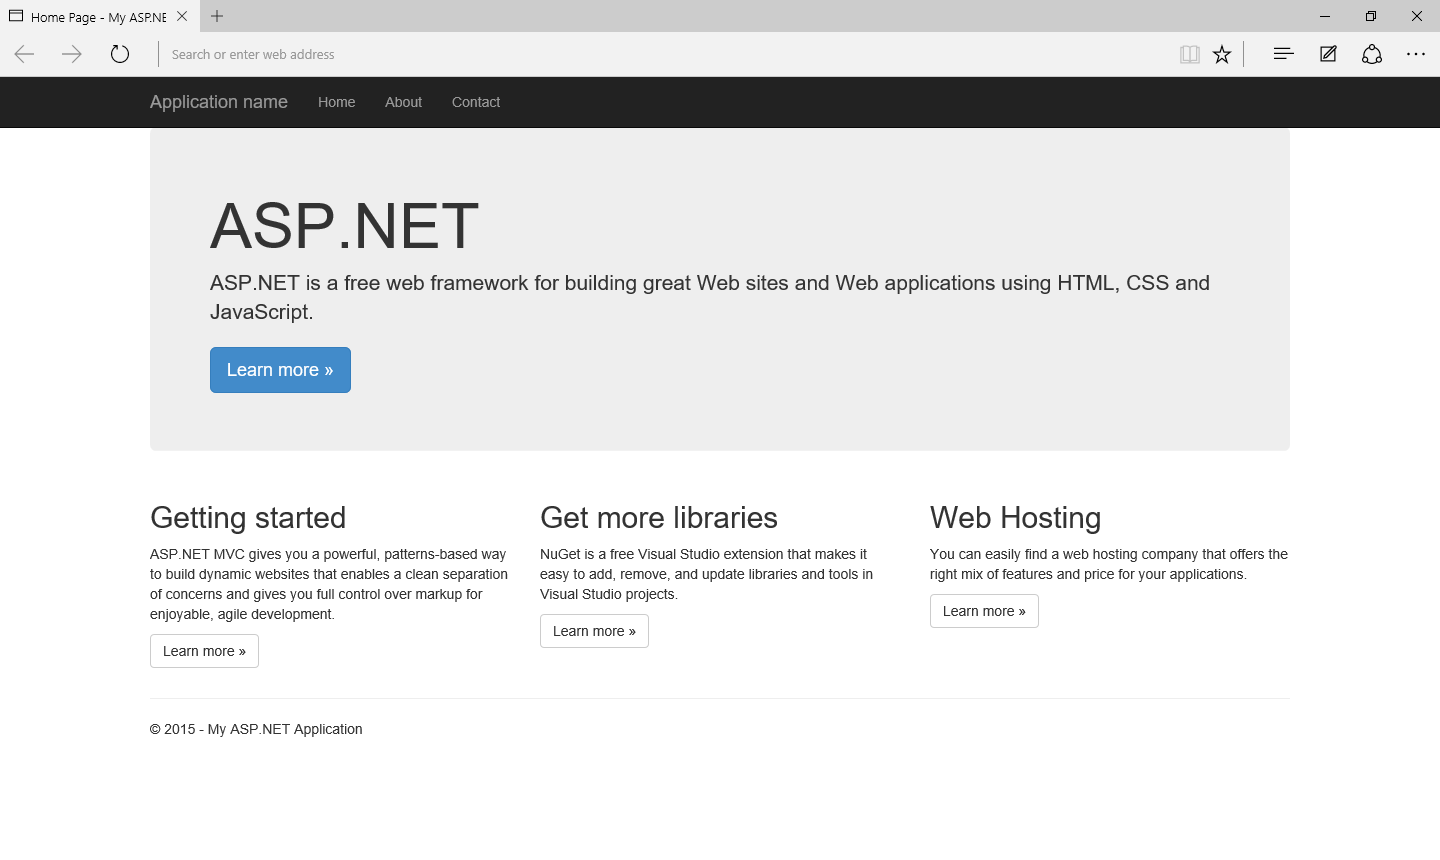 Home Page - My ASP.NE
Search or enter web address
Application name Home About Contact
ASP.NET
ASP.NET is a free web framework for building great Web sites and Web applications using HTML, CSS and
JavaScript.
Learn more »
Getting started
ASP.NET MVC gives you a powerful, patterns-based way
to build dynamic websites that enables a clean separation
of concerns and gives you full control over markup for
enjoyable, agile development.
Learn more »
Get more libraries
NuGet is a free Visual Studio extension that makes it
easy to add, remove, and update libraries and tools in
Visual Studio projects.
Learn more »
Web Hosting
You can easily find a web hosting company that offers the
right mix of features and price for your applications.
Learn more »
© 2015 - My ASP.NET Application